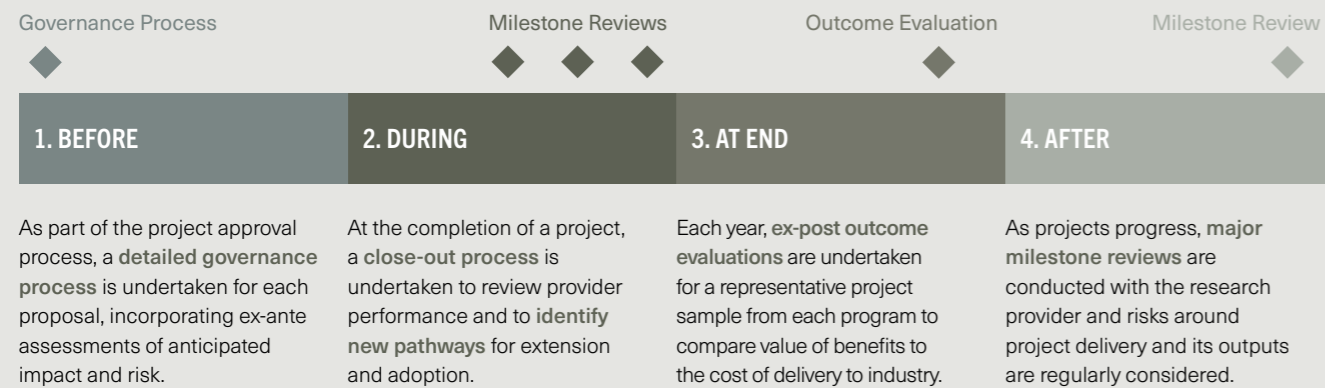 Governance Process
Milestone Reviews
Outcome Evaluation
Milestone Review
1. BEFORE
2. DURING
3. AT END
4. AFTER
As part of the project approval
process, a detailed governance
process is undertaken for each
proposal, incorporating ex-ante
assessments of anticipated
impact and risk.
At the completion of a project,
a close-out process is
undertaken to review provider
performance and to identify
new pathways for extension
and adoption.
Each year, ex-post outcome
evaluations are undertaken
for a representative project
sample from each program to
compare value of benefits to
the cost of delivery to industry.
As projects progress, major
milestone reviews are
conducted with the research
provider and risks around
project delivery and its outputs
are regularly considered.